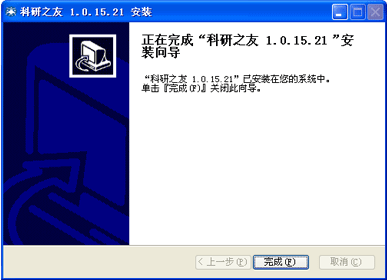 科研之友 1.0.15.21 安装
正在完成“科研之友 1.0.15.21”安
装向导
“科研之友 1.0.15.21”已安装在您的系统中。
单击『完成(F)』关闭此向导。
< 上一步(P)
完成(F)
取消(C)